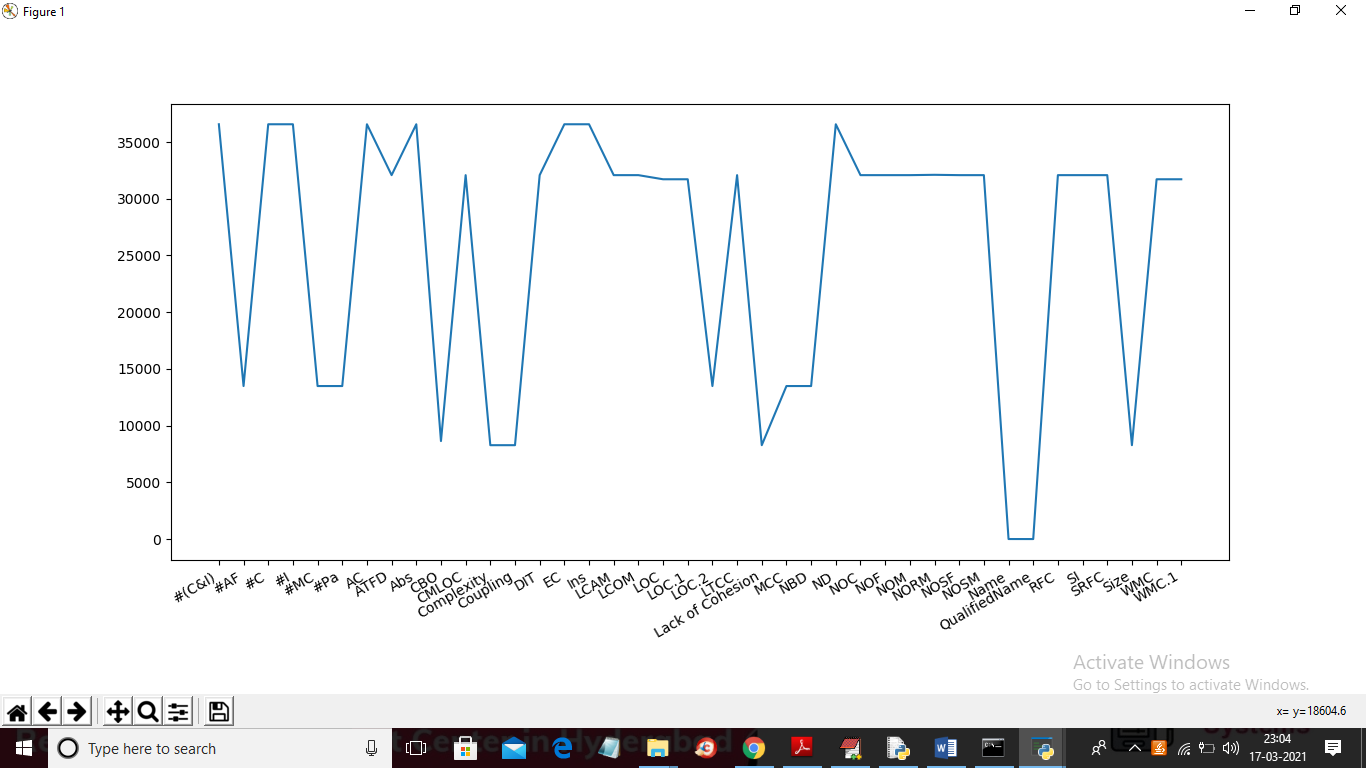 Figure 1
35000
30000
25000
20000
15000
10000
5000
0
#(C&I)
#AF
#C
#I
#MC
#Pa
AC
ATFD
Abs
CBO
CMLOC
Complexity
Coupling
DIT
EC
Ins
LCAM
LCOM
LOC
LOC.1
LOC.2
LTCC
Lack of Cohesion
MCC
NBD
ND
NOC
NOF
NOM
NORM
NOSF
NOSM
Name
QualifiedName
RFC
SI
SRFC
Size
WMC
WMC.1
Activate Windows
Go to Settings to activate Windows.
x= y=18604.6
Type here to search
23:04
17-03-2021